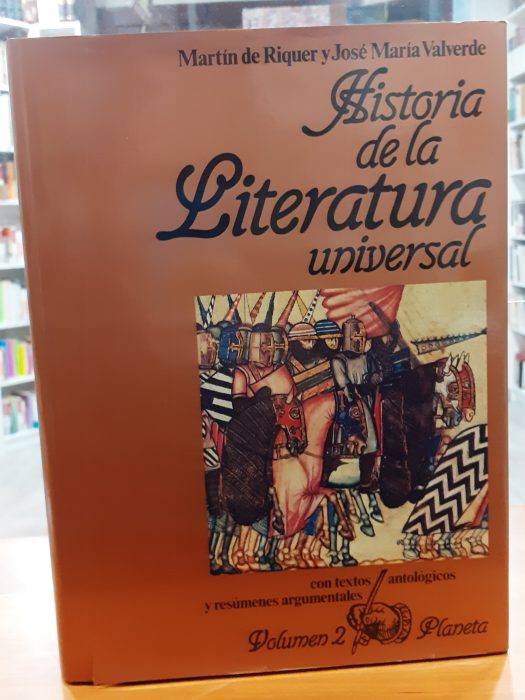 Martín de Riquer y José María Valverde
Historia
de la
Literatura
universal
con textos antológicos
y resúmenes argumentales
Volumen 2 Planeta